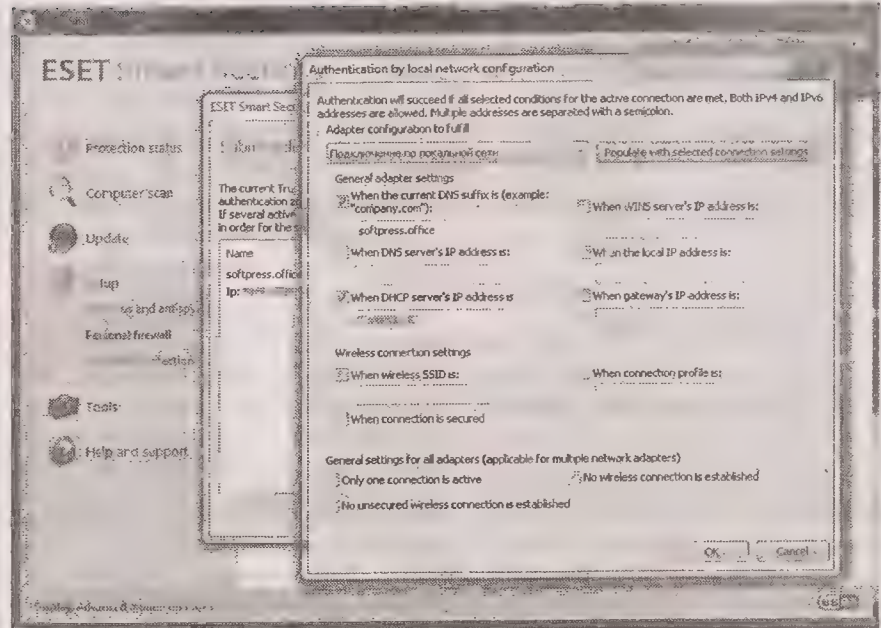 ESET
Authentication by local network configuration
Authentication will succeed if all selected conditions for the active connection are met. Both IPv4 and IPv6
addresses are allowed. Multiple addresses are separated with a semicolon.
Adapter configuration to fulfill
Подключение по локальной сети
Populate with selected connection settings
General adapter settings
When the current DNS suffix is (example:
"company.com"):
When WINS server's IP address is:
softpress.office
When DNS server's IP address is:
When the local IP address is:
When DHCP server's IP address is
When gateway's IP address is:
Wireless connection settings
When wireless SSID is:
When connection profile is:
When connection is secured
General settings for all adapters (applicable for multiple network adapters)
Only one connection is active
No wireless connection is established
No unsecured wireless connection is established
OK
Cancel
ESET Smart Secu
The current Tru
authentication
If several active
in order for the s
Name
softpress.office
Ip:
Protection status
Computer scan
Update
tup
Personal firewall
Tools
Help and support